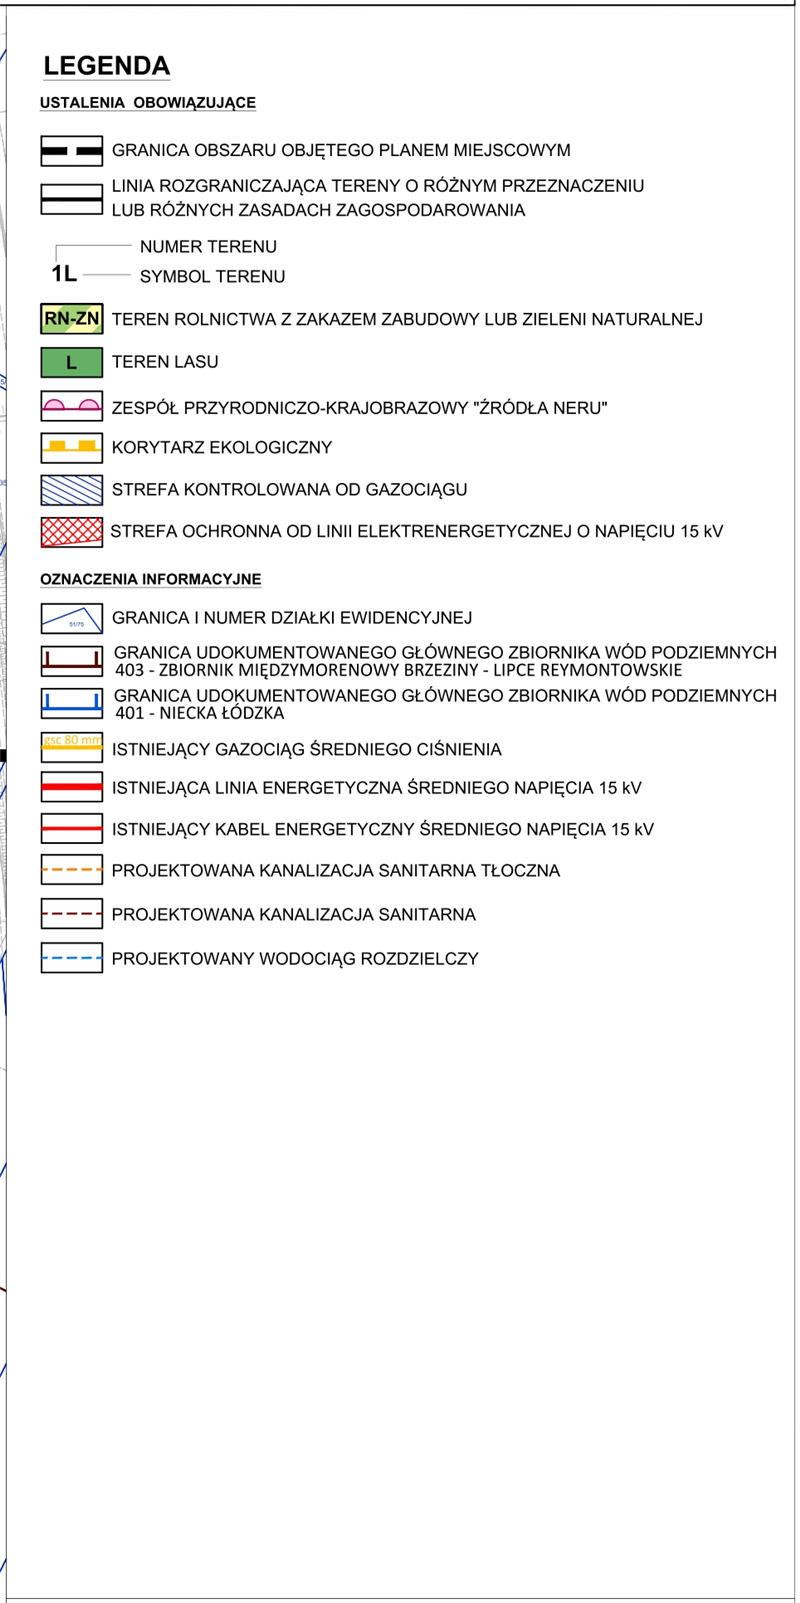 LEGENDA
USTALENIA OBOWIĄZUJĄCE
GRANICA OBSZARU OBJĘTEGO PLANEM MIEJSCOWYM
LINIA ROZGRANICZAJĄCA TERENY O RÓŻNYM PRZEZNACZENIU
LUB RÓŻNYCH ZASADACH ZAGOSPODAROWANIA
NUMER TERENU
1L
SYMBOL TERENU
RN-ZN TEREN ROLNICTWA Z ZAKAZEM ZABUDOWY LUB ZIELENI NATURALNEJ
L TEREN LASU
ZESPÓŁ PRZYRODNICZO-KRAJOBRAZOWY "ŹRÓDŁA NERU"
KORYTARZ EKOLOGICZNY
STREFA KONTROLOWANA OD GAZOCIĄGU
STREFA OCHRONNA OD LINII ELEKTRENERGETYCZNEJ O NAPIĘCIU 15 kV
OZNACZENIA INFORMACYJNE
51/75 GRANICA I NUMER DZIAŁKI EWIDENCYJNEJ
GRANICA UDOKUMENTOWANEGO GŁÓWNEGO ZBIORNIKA WÓD PODZIEMNYCH
403 - ZBIORNIK MIĘDZYMORENOWY BRZEZINY - LIPCE REYMONTOWSKIE
GRANICA UDOKUMENTOWANEGO GŁÓWNEGO ZBIORNIKA WÓD PODZIEMNYCH
401 - NIECKA ŁÓDZKA
gsc 80 mm ISTNIEJĄCY GAZOCIĄG ŚREDNIEGO CIŚNIENIA
ISTNIEJĄCA LINIA ENERGETYCZNA ŚREDNIEGO NAPIĘCIA 15 kV
ISTNIEJĄCY KABEL ENERGETYCZNY ŚREDNIEGO NAPIĘCIA 15 kV
PROJEKTOWANA KANALIZACJA SANITARNA TŁOCZNA
PROJEKTOWANA KANALIZACJA SANITARNA
PROJEKTOWANY WODOCIĄG ROZDZIELCZY